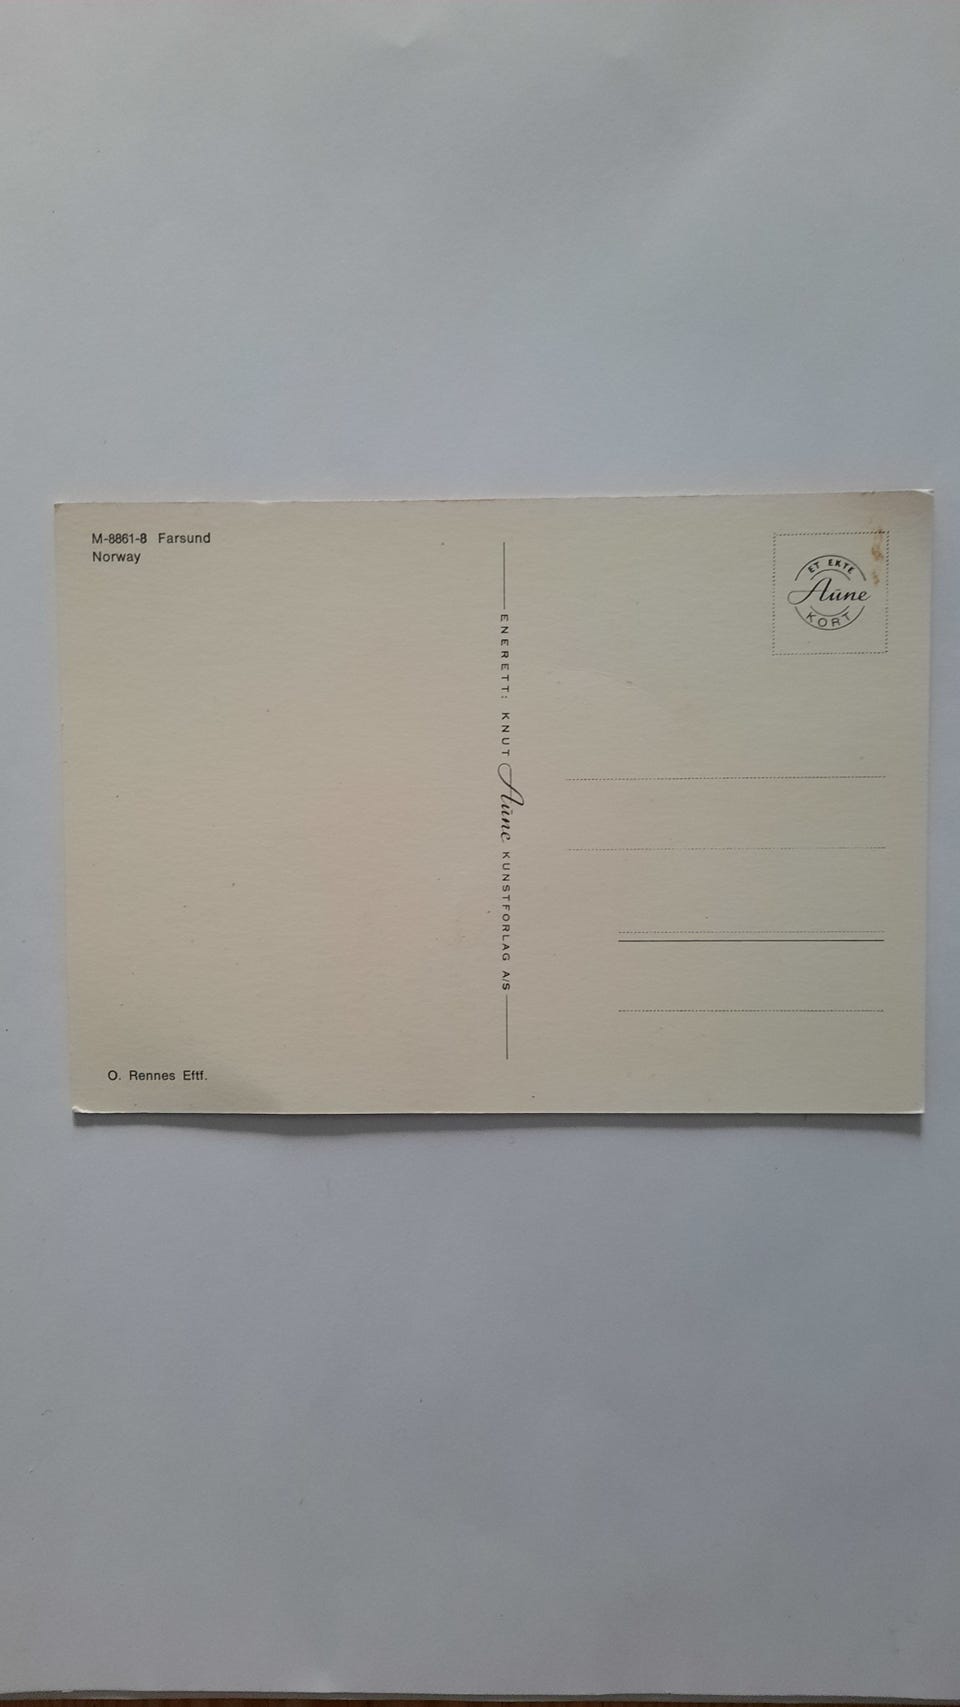 M-8861-8 Farsund
Norway
O. Rennes Eftf.
ENERETT: KNUT Aune KUNSTFORLAG A/S
ET EKTE
Aune
KORT